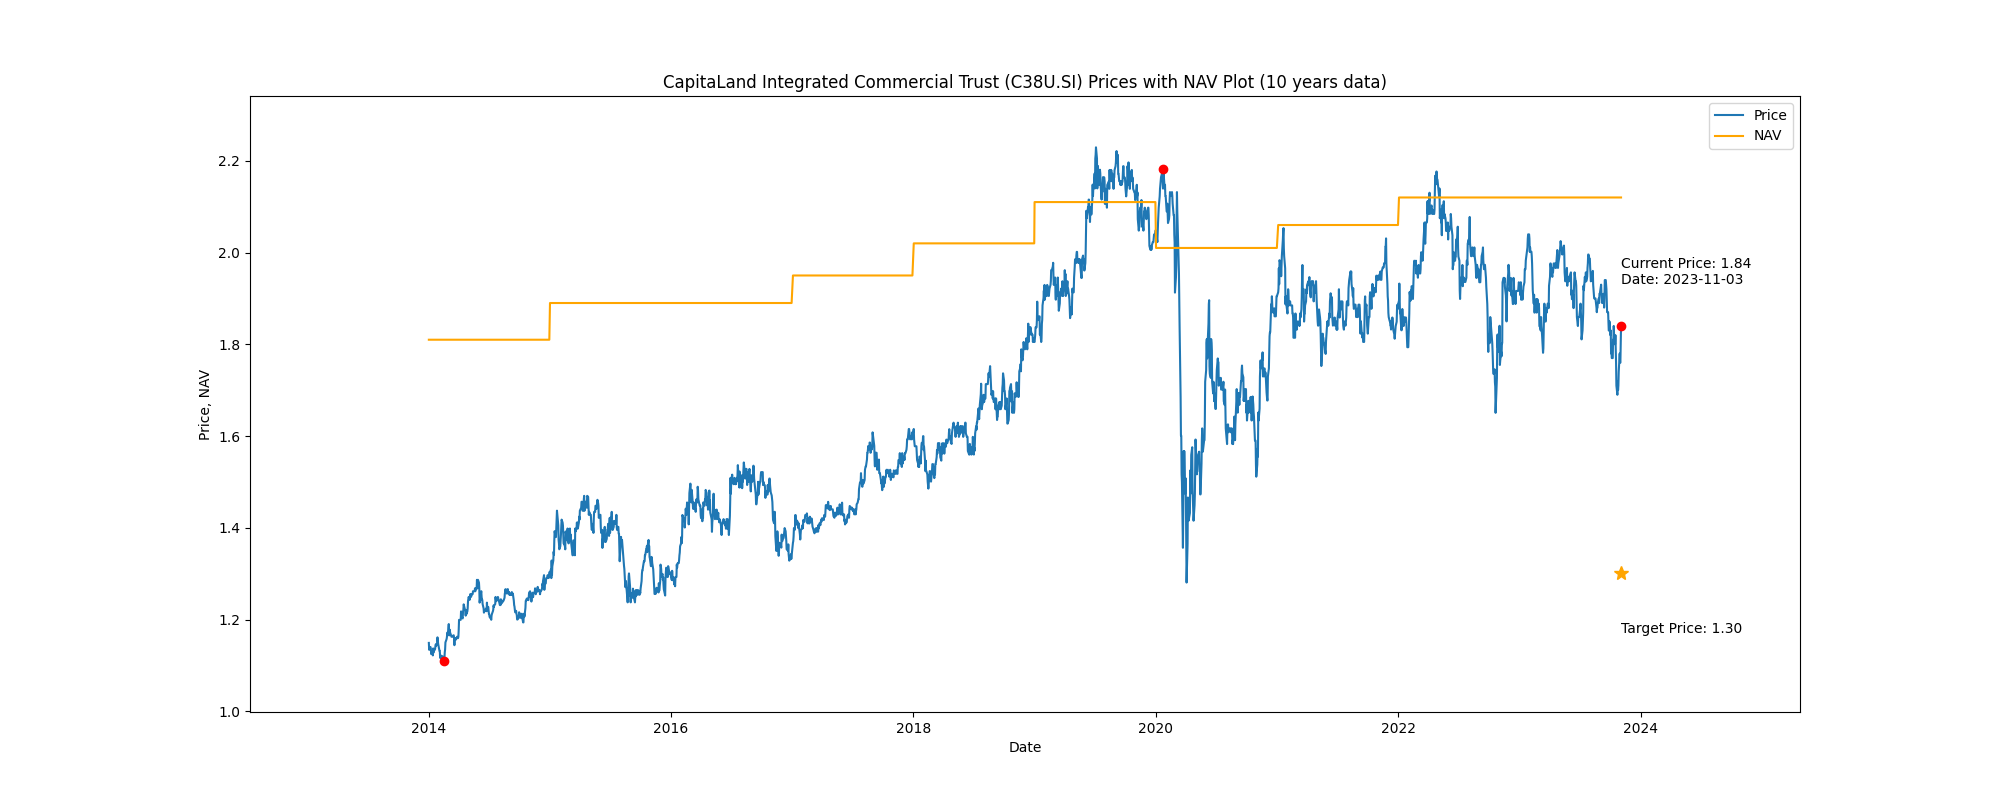 CapitaLand Integrated Commercial Trust (C38U.SI) Prices with NAV Plot (10 years data)
Price
NAV
2.2
2.0
1.8
1.6
1.4
1.2
1.0
Price, NAV
Current Price: 1.84
Date: 2023-11-03
Target Price: 1.30
2014
2016
2018
2020
2022
2024
Date